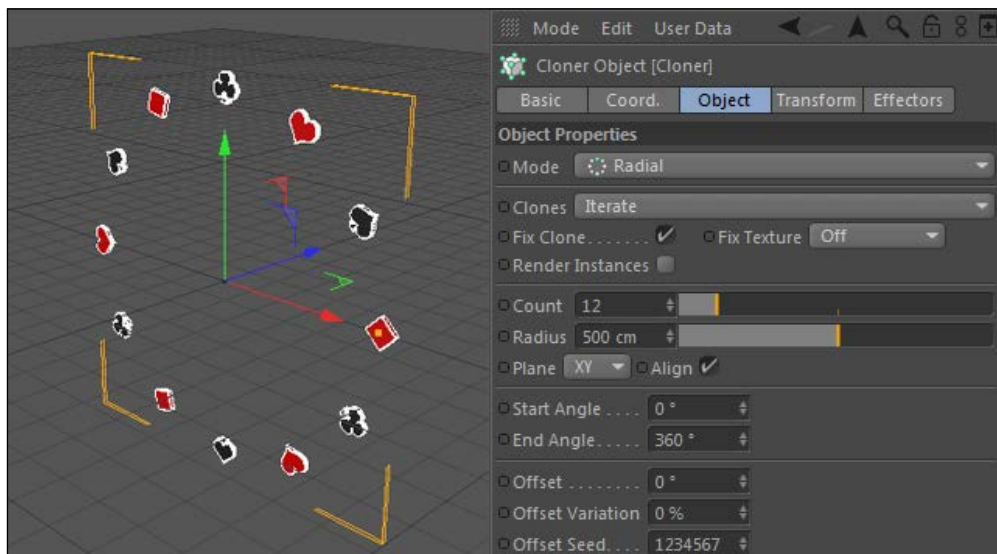 Mode Edit User Data
Cloner Object [Cloner]
Basic Coord. Object Transform Effectors
Object Properties
Mode Radial
Clones Iterate
Fix Clone....... Fix Texture Off
Render Instances
Count 12
Radius 500 cm
Plane XY Align
Start Angle .... 0 °
End Angle..... 360 °
Offset ........ 0 °
Offset Variation 0 %
Offset Seed.... 1234567